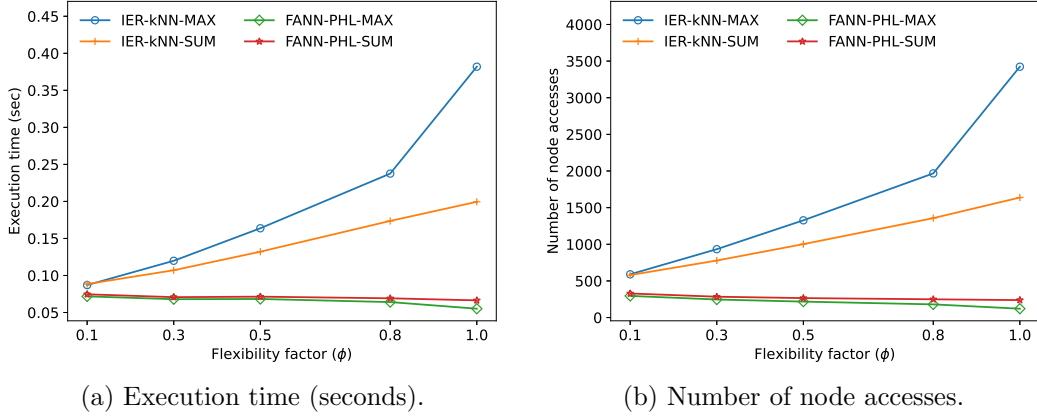 IER-kNN-MAX
IER-kNN-SUM
FANN-PHL-MAX
FANN-PHL-SUM
Execution time (sec)
0.45
0.40
0.35
0.30
0.25
0.20
0.15
0.10
0.05
0.1 0.3 0.5 0.8 1.0
Flexibility factor (ϕ)
(a) Execution time (seconds).
IER-kNN-MAX
IER-kNN-SUM
FANN-PHL-MAX
FANN-PHL-SUM
Number of node accesses
4000
3500
3000
2500
2000
1500
1000
500
0
0.1 0.3 0.5 0.8 1.0
Flexibility factor (ϕ)
(b) Number of node accesses.